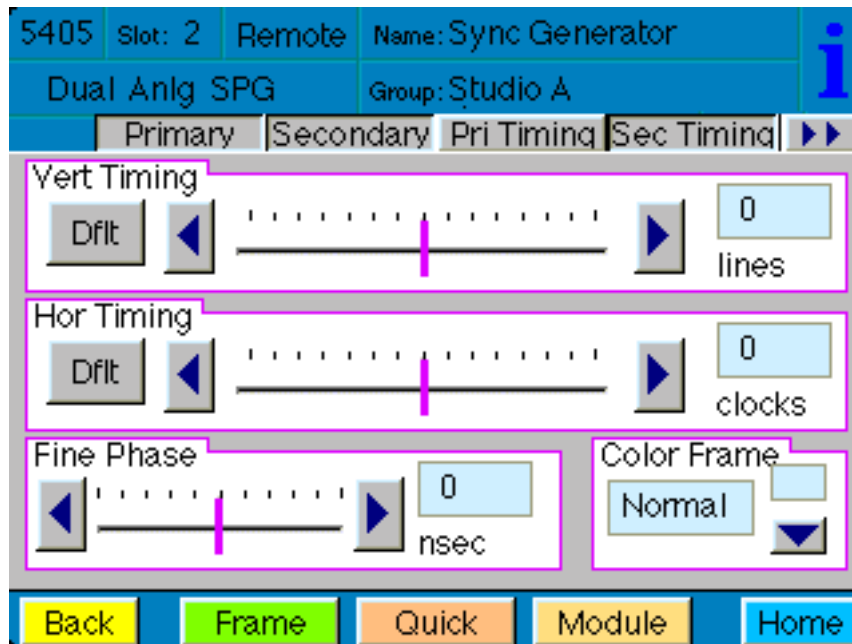 5405 Slot: 2 Remote Name: Sync Generator i
Dual Anlg SPG Group: Studio A
Primary Secondary Pri Timing Sec Timing
Vert Timing
Dflt 0
lines
Hor Timing
Dflt 0
clocks
Fine Phase Color Frame
0 Normal
nsec
Back Frame Quick Module Home